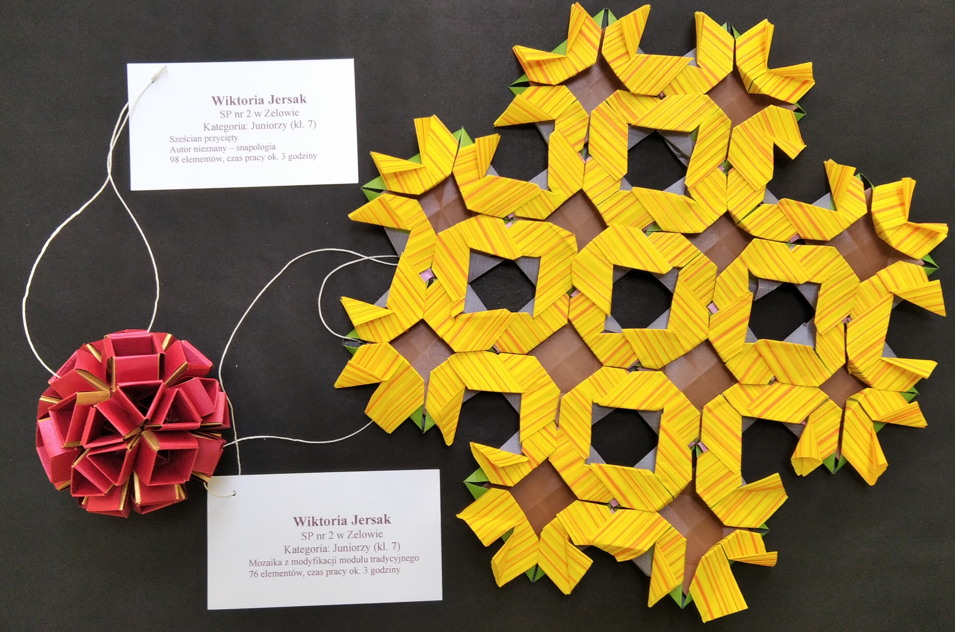 Wiktoria Jersak
SP nr 2 w Zelowie
Kategoria: Juniorzy (kl. 7)
Sześcian przycięty
Autor nieznany – snapologia
98 elementów, czas pracy ok. 3 godziny
Wiktoria Jersak
SP nr 2 w Zelowie
Kategoria: Juniorzy (kl. 7)
Mozaika z modyfikacji modułu tradycyjnego
76 elementów, czas pracy ok. 3 godziny